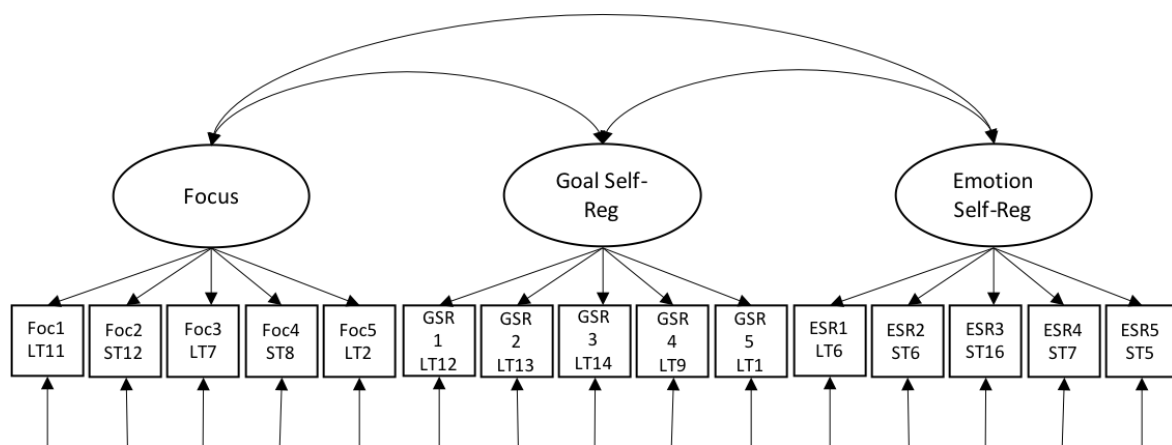 Focus
Goal Self-
Reg
Emotion
Self-Reg
Foc1
LT11
Foc2
ST12
Foc3
LT7
Foc4
ST8
Foc5
LT2
GSR
1
LT12
GSR
2
LT13
GSR
3
LT14
GSR
4
LT9
GSR
5
LT1
ESR1
LT6
ESR2
ST6
ESR3
ST16
ESR4
ST7
ESR5
ST5